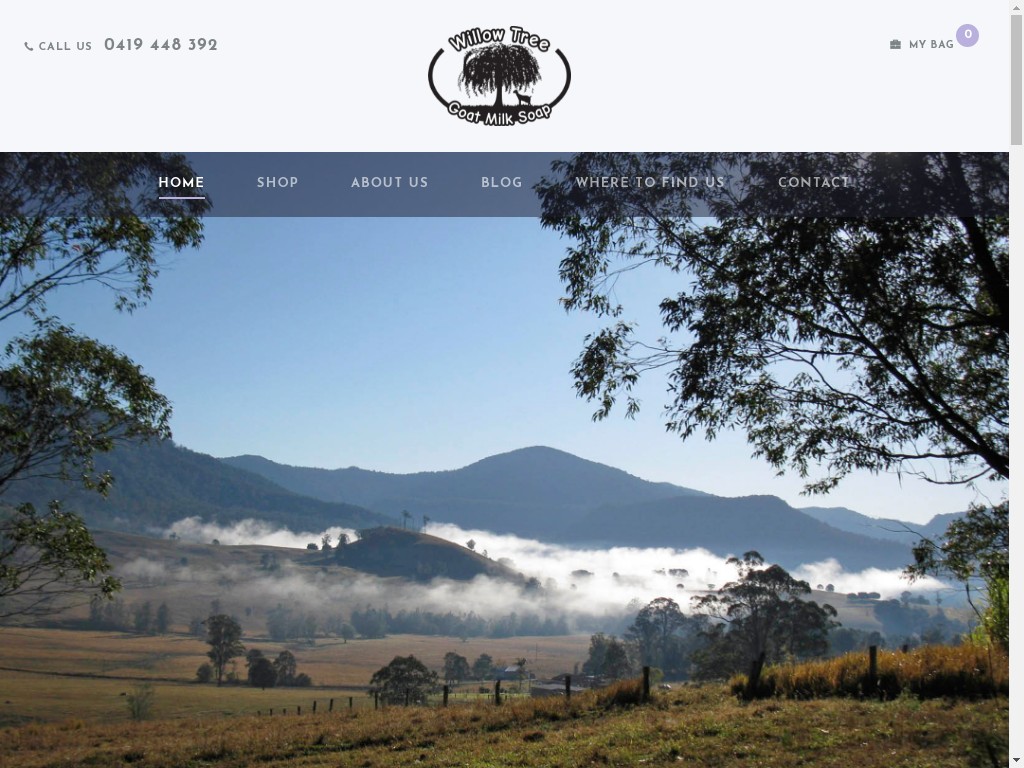 CALL US 0419 448 392
Willow Tree
Goat Milk Soap
MY BAG 0
HOME SHOP ABOUT US BLOG WHERE TO FIND US CONTACT